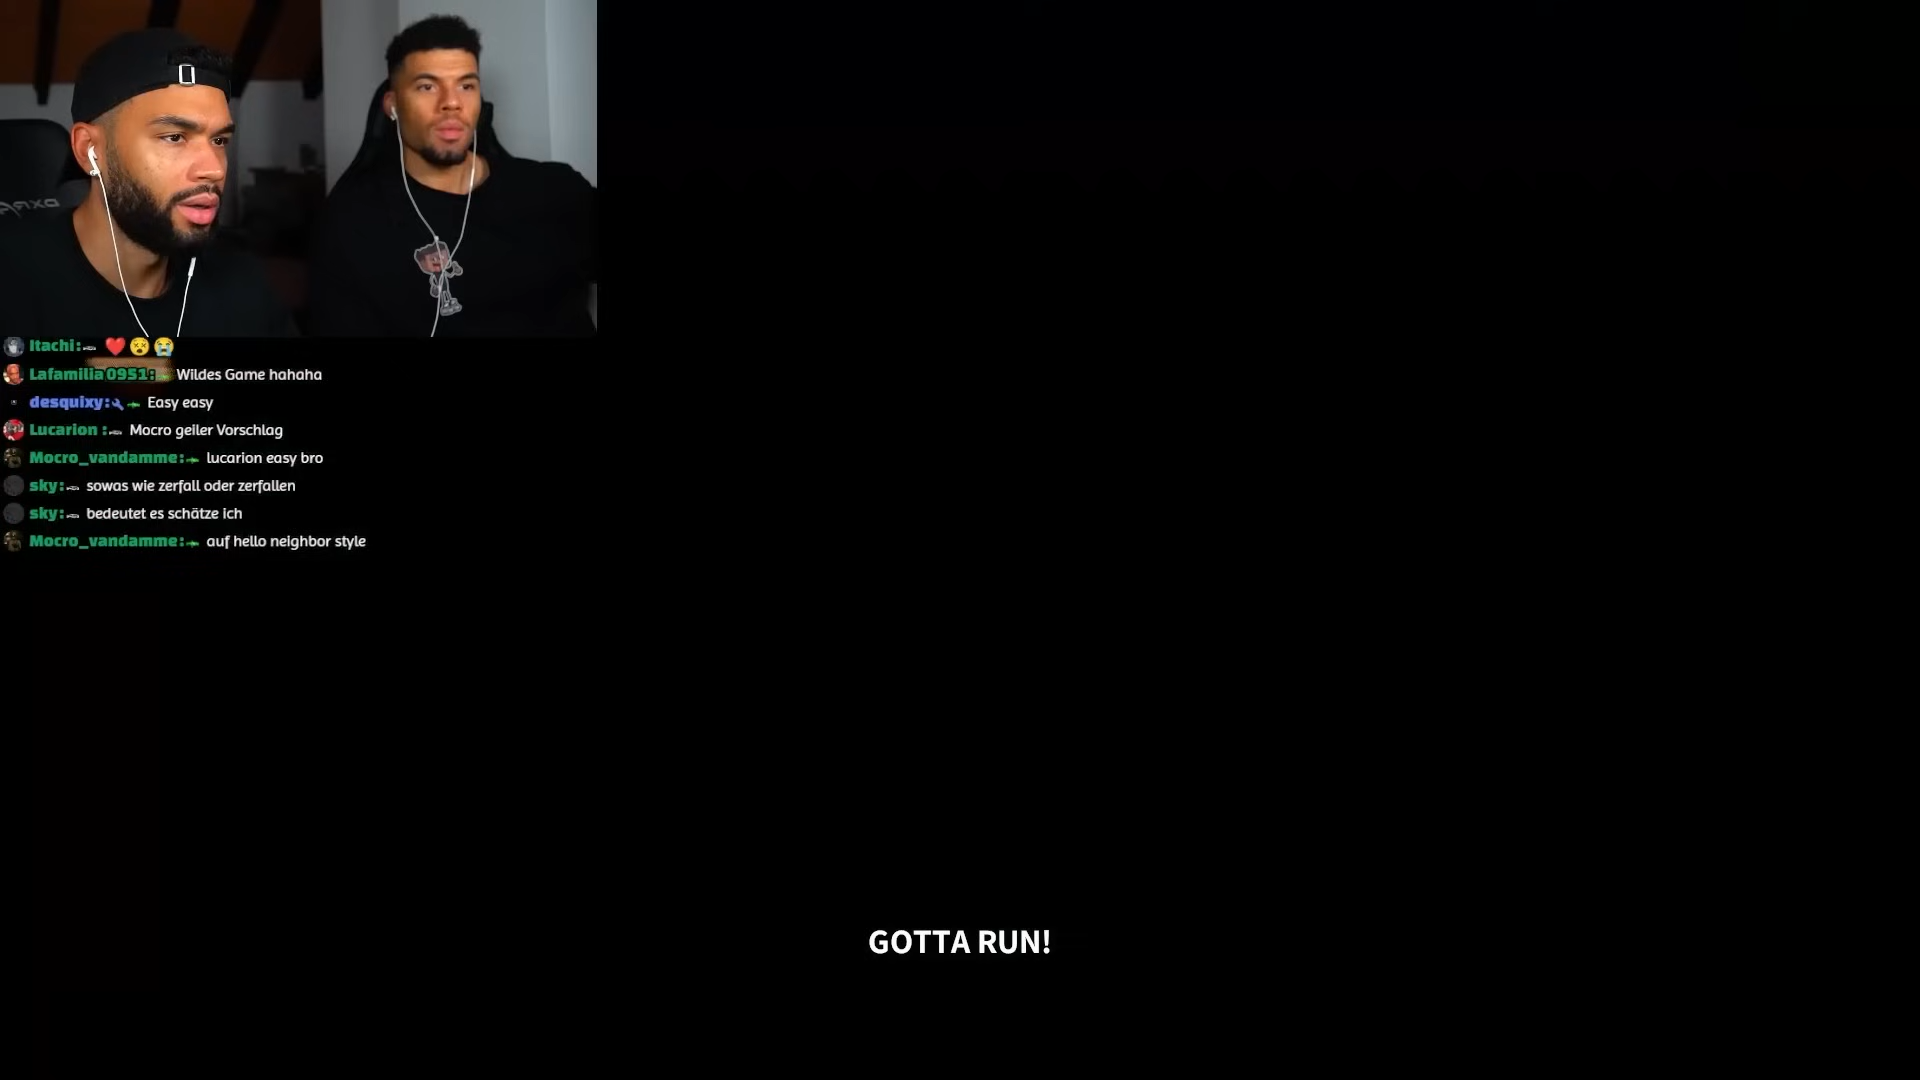 Itachi: ❤️😵😭
Lafamilia0951: Wildes Game hahaha
desquixy: Easy easy
Lucarion : Mocro geiler Vorschlag
Mocro_vandamme: lucarion easy bro
sky: sowas wie zerfall oder zerfallen
sky: bedeutet es schätze ich
Mocro_vandamme: auf hello neighbor style
GOTTA RUN!